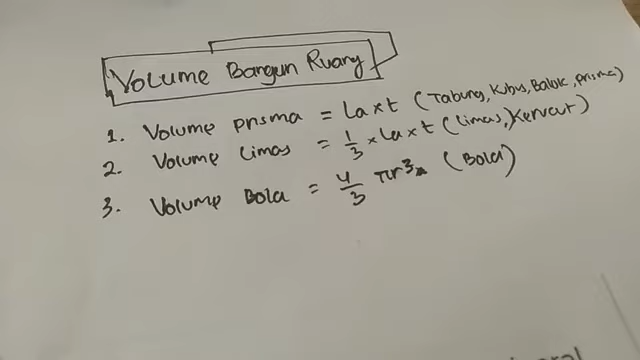 Volume Bangun Ruang
1. Volume prisma = La x t (Tabung, Kubus, Balok, prisma)
2. Volume Limas = 1/3 x La x t (Limas, Kerucut)
3. Volume Bola = 4/3 πr³ (Bola)